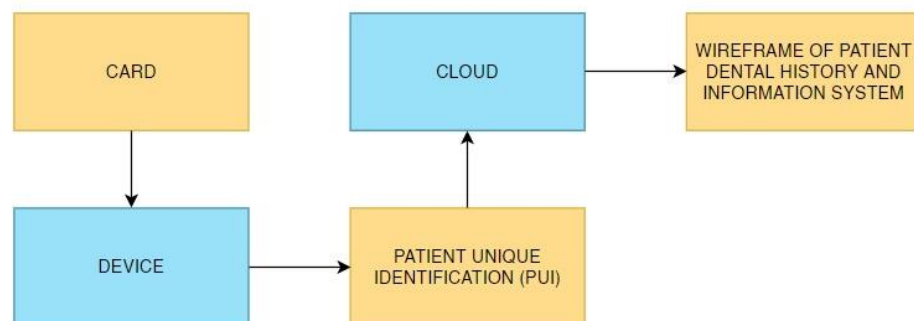 CARD
CLOUD
WIREFRAME OF PATIENT
DENTAL HISTORY AND
INFORMATION SYSTEM
DEVICE
PATIENT UNIQUE
IDENTIFICATION (PUI)